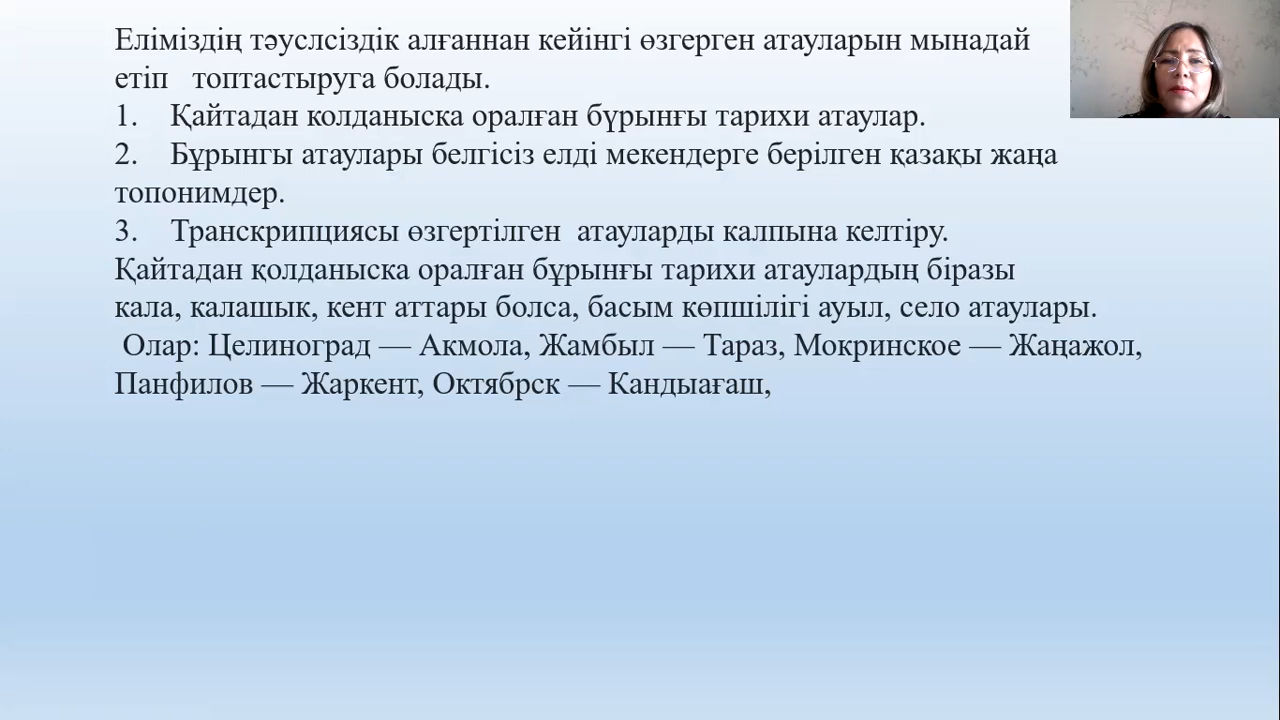 Еліміздің тәуслсіздік алғаннан кейінгі өзгерген атауларын мынадай
етіп топтастыруга болады.
1. Қайтадан колданыска оралған бүрынғы тарихи атаулар.
2. Бұрынгы атаулары белгісіз елді мекендерге берілген қазақы жаңа
топонимдер.
3. Транскрипциясы өзгертілген атауларды калпына келтіру.
Қайтадан қолданыска оралған бұрынғы тарихи атаулардың біразы
кала, калашык, кент аттары болса, басым көпшілігі ауыл, село атаулары.
Олар: Целиноград — Акмола, Жамбыл — Тараз, Мокринское — Жаңажол,
Панфилов — Жаркент, Октябрск — Кандыағаш,